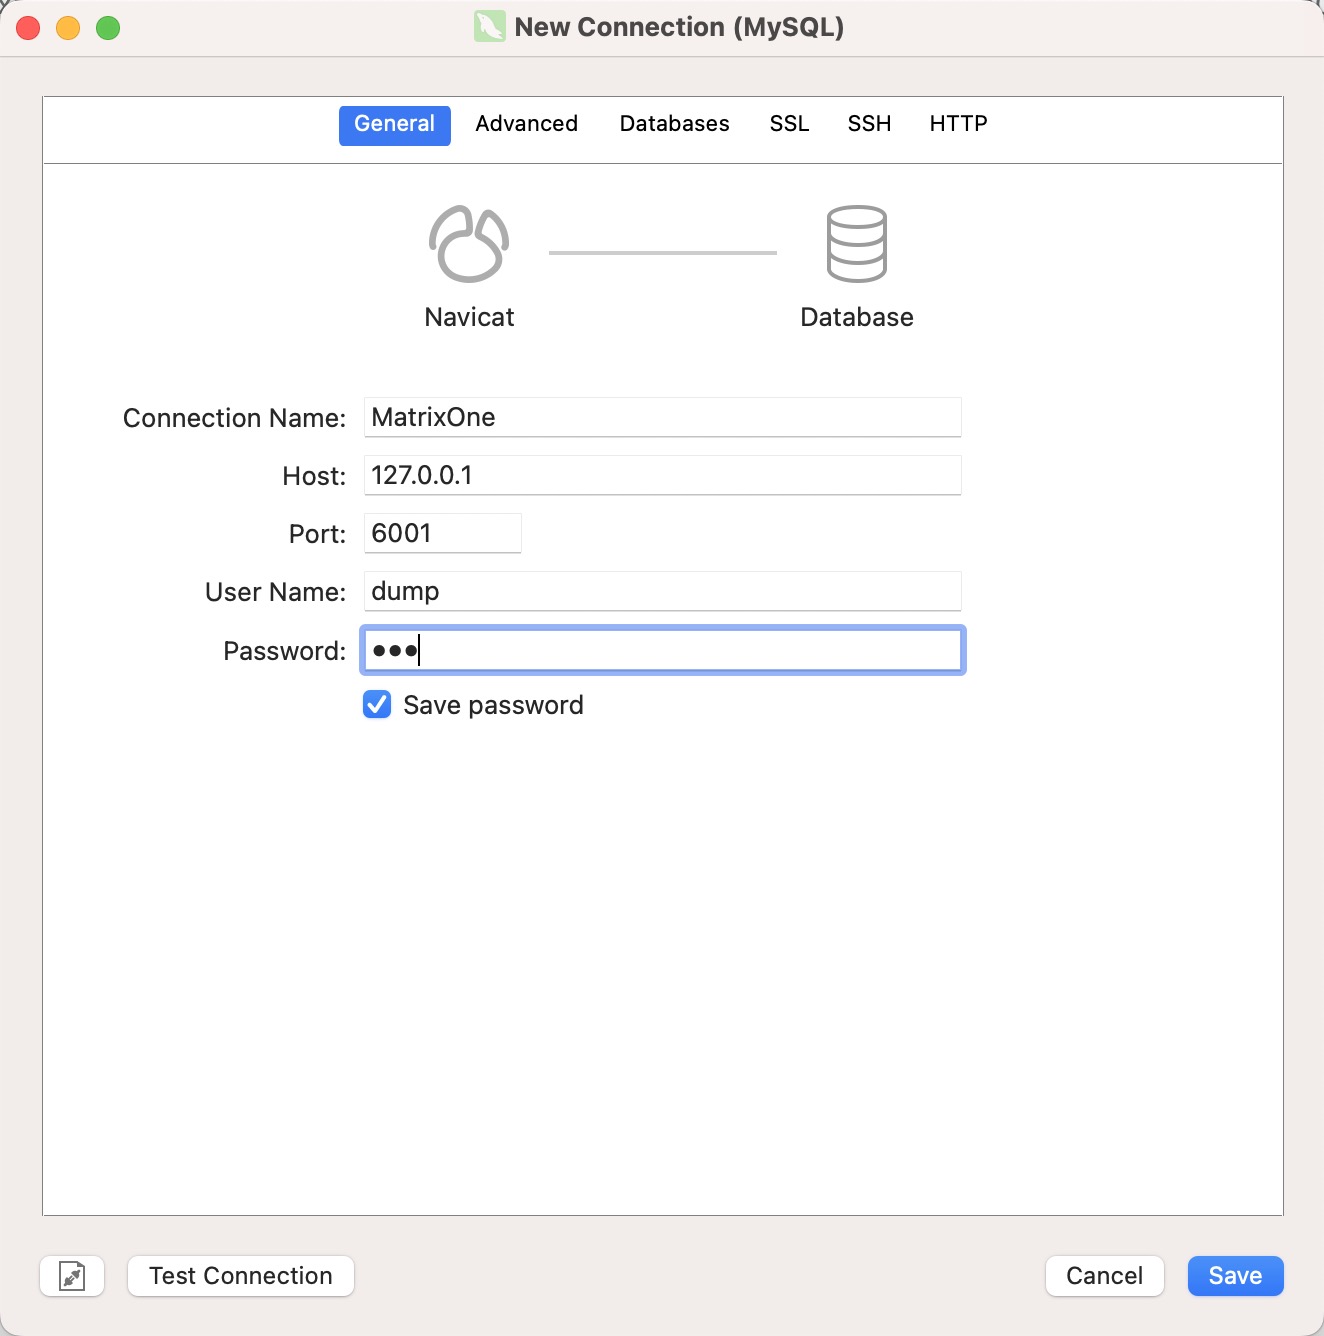 New Connection (MySQL)
General Advanced Databases SSL SSH HTTP
Navicat Database
Connection Name: MatrixOne
Host: 127.0.0.1
Port: 6001
User Name: dump
Password: •••
Save password
Test Connection Cancel Save